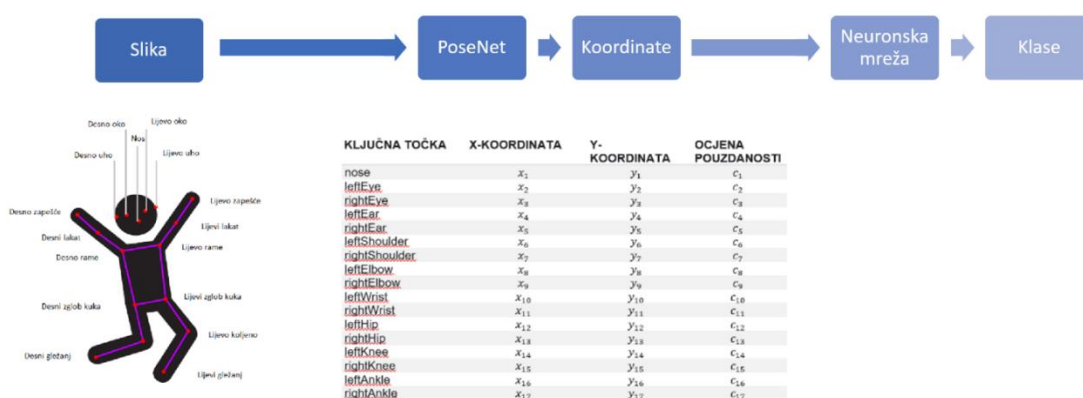 Slika
PoseNet
Koordinate
Neuronska
mreža
Klase
Desno oko
Lijevo oko
Nos
Desno uho
Lijevo uho
Desno zapešće
Lijevo zapešće
Desni lakat
Lijevi lakat
Desno rame
Lijevo rame
Desni zglob kuka
Lijevi zglob kuka
Lijevo koljeno
Desni gležanj
Lijevi gležanj
KLJUČNA TOČKA X-KOORDINATA Y-KOORDINATA OCJENA POUZDANOSTI
nose x₁ y₁ c₁
leftEye x₂ y₂ c₂
rightEye x₃ y₃ c₃
leftEar x₄ y₄ c₄
rightEar x₅ y₅ c₅
leftShoulder x₆ y₆ c₆
rightShoulder x₇ y₇ c₇
leftElbow x₈ y₈ c₈
rightElbow x₉ y₉ c₉
leftWrist x₁₀ y₁₀ c₁₀
rightWrist x₁₁ y₁₁ c₁₁
leftHip x₁₂ y₁₂ c₁₂
rightHip x₁₃ y₁₃ c₁₃
leftKnee x₁₄ y₁₄ c₁₄
rightKnee x₁₅ y₁₅ c₁₅
leftAnkle x₁₆ y₁₆ c₁₆
rightAnkle x₁₇ y₁₇ c₁₇